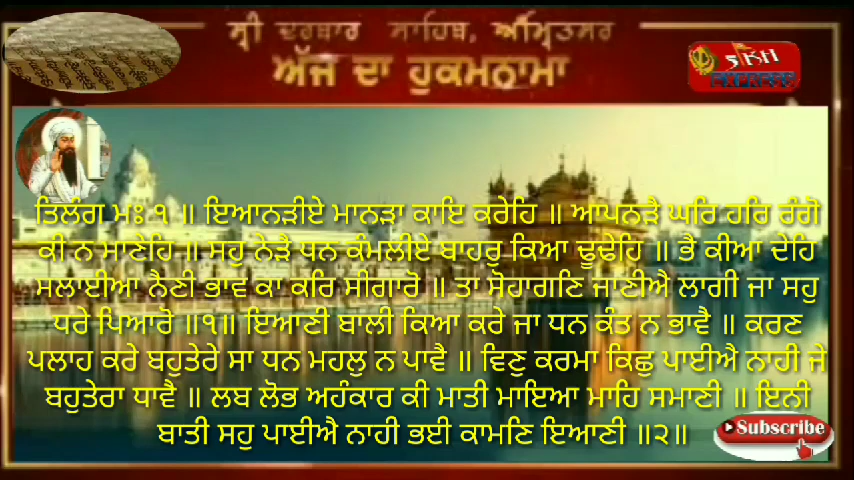 ਸ੍ਰੀ ਦਰਬਾਰ ਸਾਹਿਬ, ਅੰਮ੍ਰਿਤਸਰ
ਅੱਜ ਦਾ ਹੁਕਮਨਾਮਾ
SIKH
EXPRESS
ਤਿਲੰਗ ਮਃ ੧ ॥ ਇਆਨੜੀਏ ਮਾਨੜਾ ਕਾਇ ਕਰੇਹਿ ॥ ਆਪਨੜੈ ਘਰਿ ਹਰਿ ਰੰਗੋ
ਕੀ ਨ ਮਾਣੇਹਿ ॥ ਸਹੁ ਨੇੜੈ ਧਨ ਕੰਮਲੀਏ ਬਾਹਰੁ ਕਿਆ ਢੂਢੇਹਿ ॥ ਭੈ ਕੀਆ ਦੇਹਿ
ਸਲਾਈਆ ਨੈਣੀ ਭਾਵ ਕਾ ਕਰਿ ਸੀਗਾਰੋ ॥ ਤਾ ਸੋਹਾਗਣਿ ਜਾਣੀਐ ਲਾਗੀ ਜਾ ਸਹੁ
ਧਰੇ ਪਿਆਰੋ ॥੧॥ ਇਆਣੀ ਬਾਲੀ ਕਿਆ ਕਰੇ ਜਾ ਧਨ ਕੰਤ ਨ ਭਾਵੈ ॥ ਕਰਣ
ਪਲਾਹ ਕਰੇ ਬਹੁਤੇਰੇ ਸਾ ਧਨ ਮਹਲੁ ਨ ਪਾਵੈ ॥ ਵਿਣੁ ਕਰਮਾ ਕਿਛੁ ਪਾਈਐ ਨਾਹੀ ਜੇ
ਬਹੁਤੇਰਾ ਧਾਵੈ ॥ ਲਬ ਲੋਭ ਅਹੰਕਾਰ ਕੀ ਮਾਤੀ ਮਾਇਆ ਮਾਹਿ ਸਮਾਣੀ ॥ ਇਨੀ
ਬਾਤੀ ਸਹੁ ਪਾਈਐ ਨਾਹੀ ਭਈ ਕਾਮਣਿ ਇਆਣੀ ॥੨॥
Subscribe